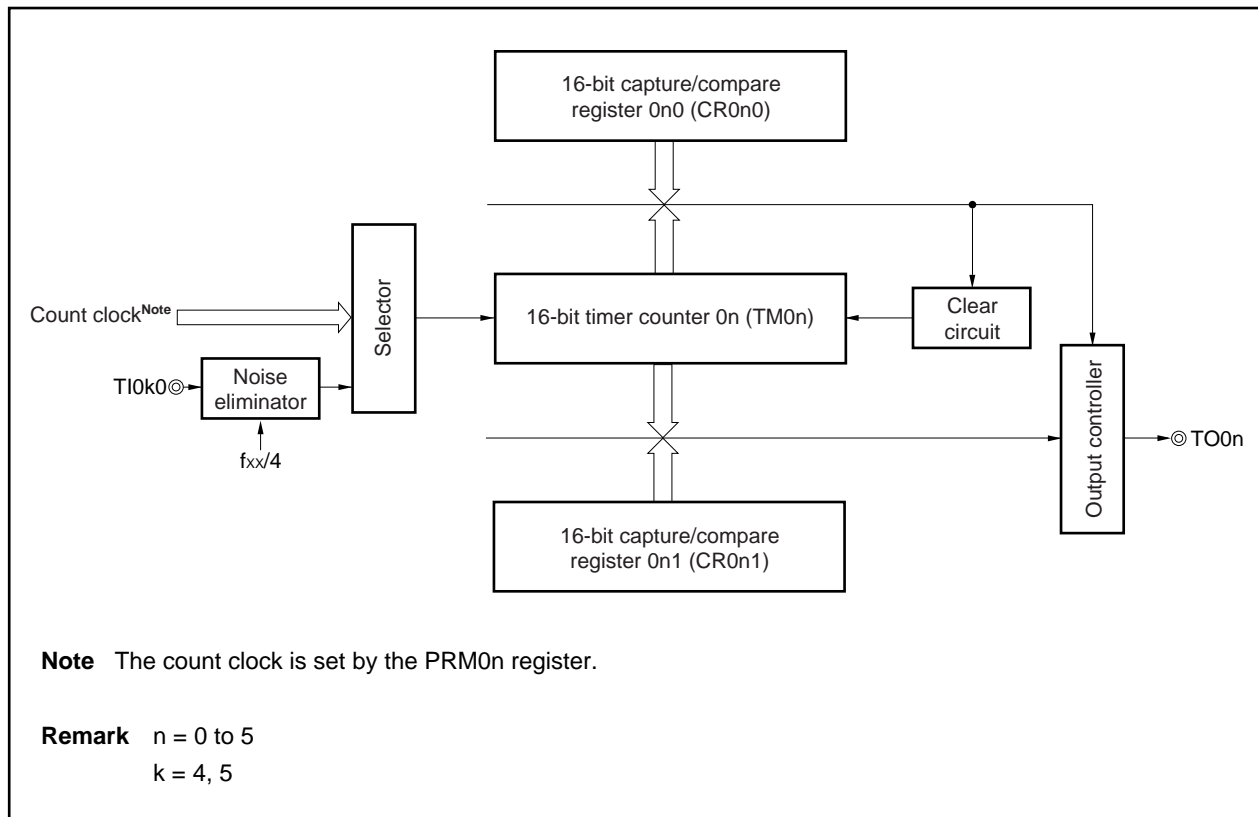 16-bit capture/compare
register 0n0 (CR0n0)
Selector
Count clockNote
16-bit timer counter 0n (TM0n)
Clear
circuit
TI0k0
Noise
eliminator
fxx/4
Output controller
TO0n
16-bit capture/compare
register 0n1 (CR0n1)
Note The count clock is set by the PRM0n register.
Remark n = 0 to 5
k = 4, 5